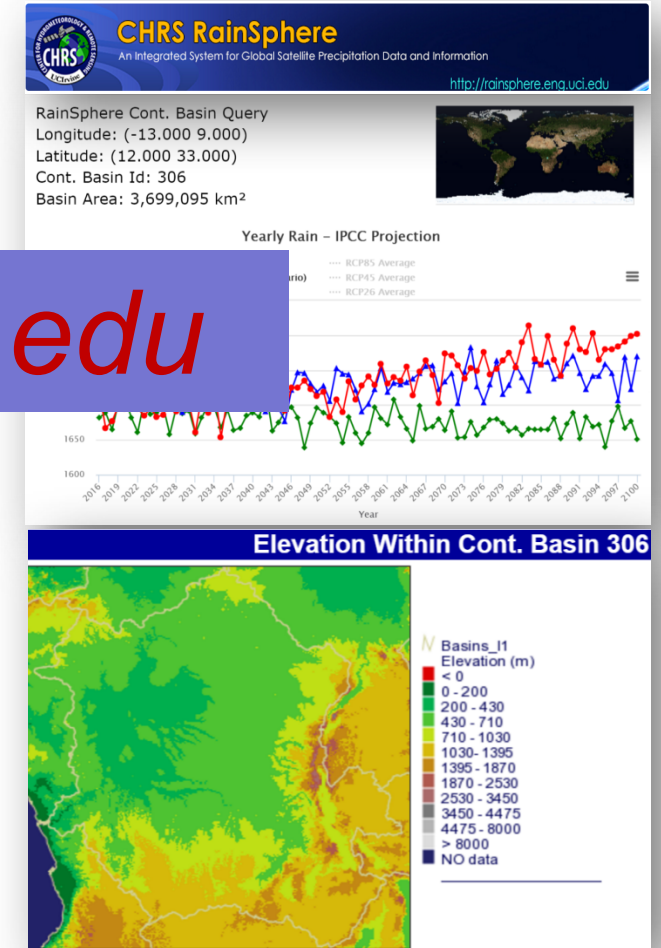 CHRS RainSphere
An Integrated System for Global Satellite Precipitation Data and Information
http://rainsphere.eng.uci.edu
CENTER FOR HYDROMETEOROLOGY & REMOTE SENSING
CHRS
UCIrvine
RainSphere Cont. Basin Query
Longitude: (-13.000 9.000)
Latitude: (12.000 33.000)
Cont. Basin Id: 306
Basin Area: 3,699,095 km²
Yearly Rain – IPCC Projection
RCP85 Average
RCP45 Average
RCP26 Average
edu
1650
1600
2016 2019 2022 2025 2028 2031 2034 2037 2040 2043 2046 2049 2052 2055 2058 2061 2064 2067 2070 2073 2076 2079 2082 2085 2088 2091 2094 2097 2100
Year
Elevation Within Cont. Basin 306
Basins_l1
Elevation (m)
< 0
0 - 200
200 - 430
430 - 710
710 - 1030
1030- 1395
1395 - 1870
1870 - 2530
2530 - 3450
3450 - 4475
4475 - 8000
> 8000
NO data